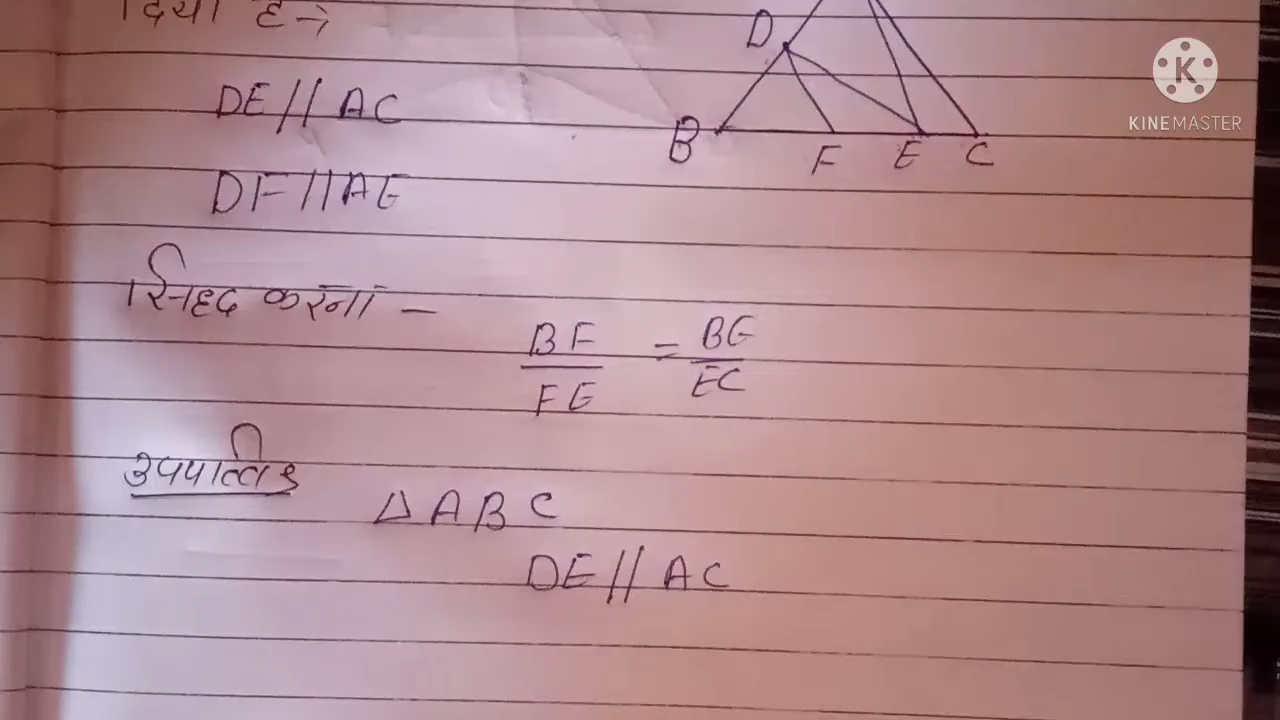 दिया है→
D
DE // AC
B F E C
DF // AE
सिद्द करना —
BF/FE = BE/EC
उपपत्ति :
△ABC
DE // AC
KINEMASTER